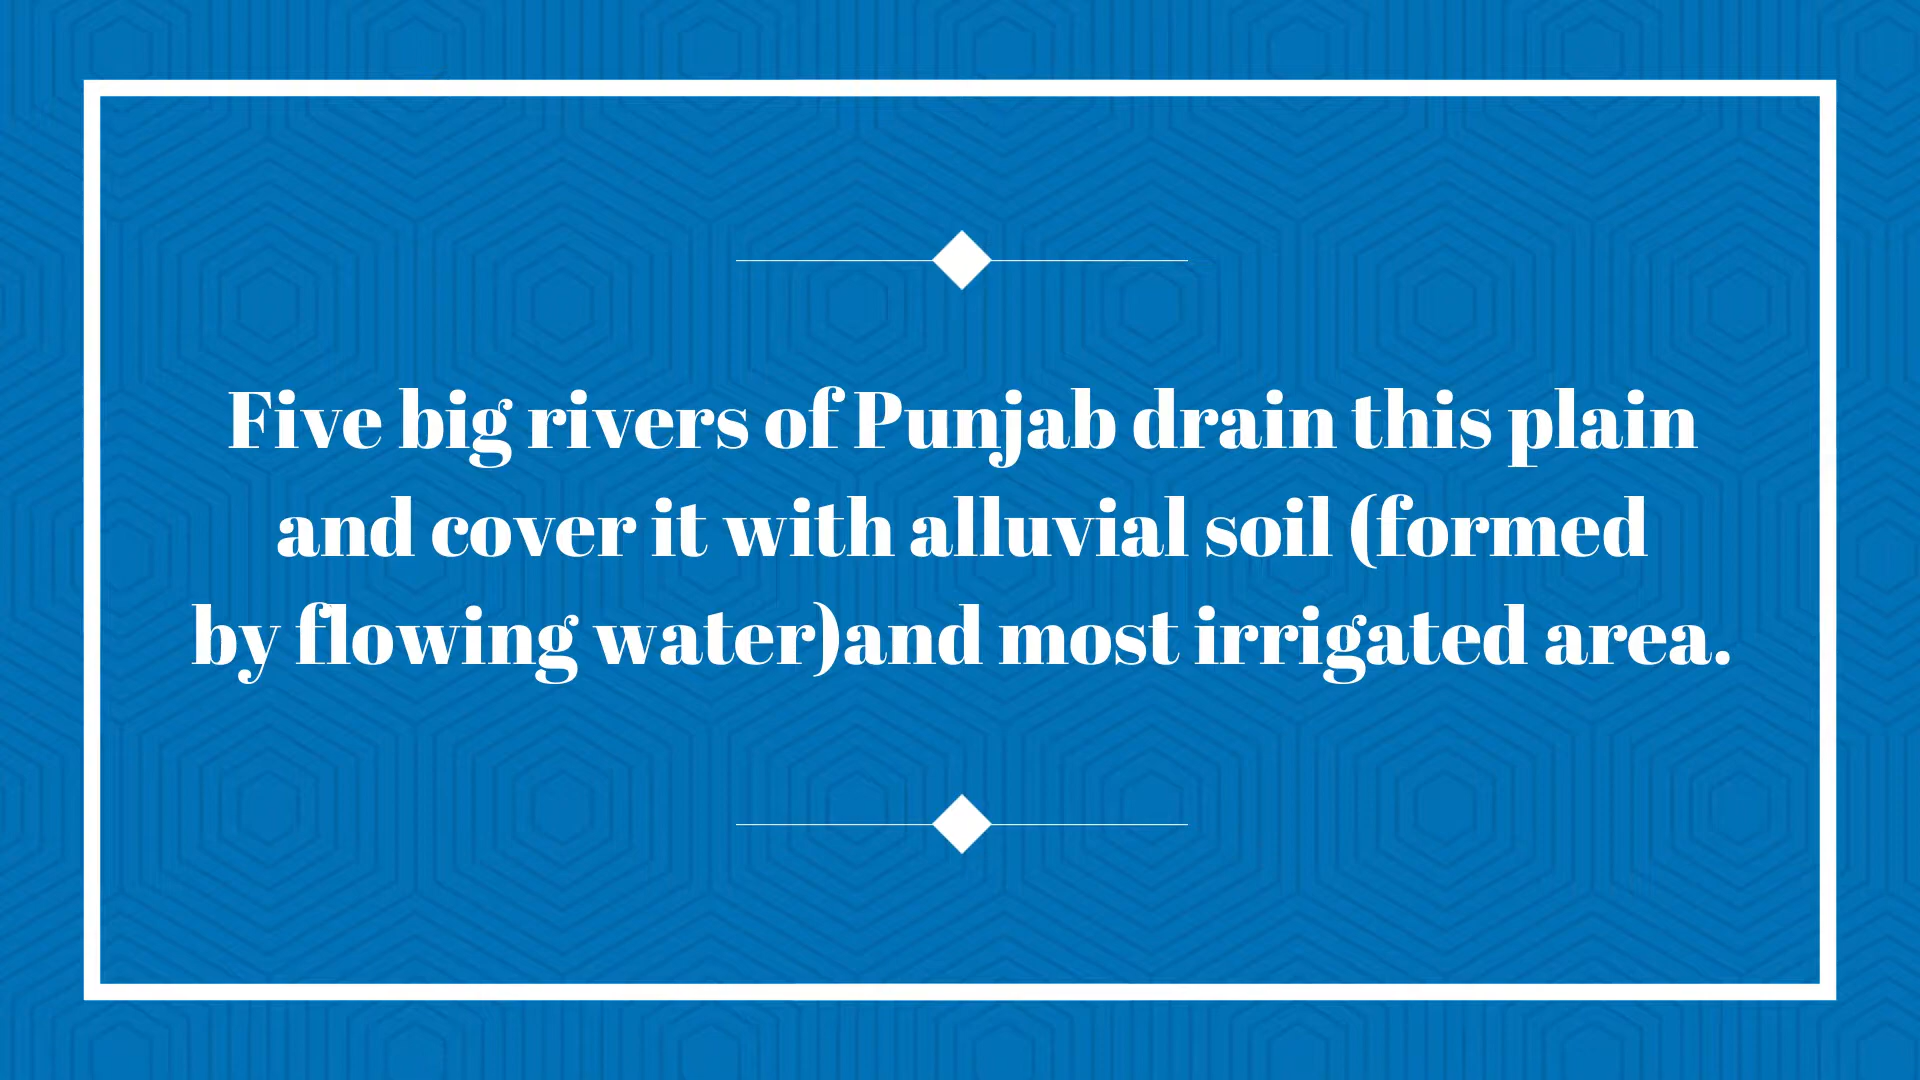 Five big rivers of Punjab drain this plain
and cover it with alluvial soil (formed
by flowing water)and most irrigated area.